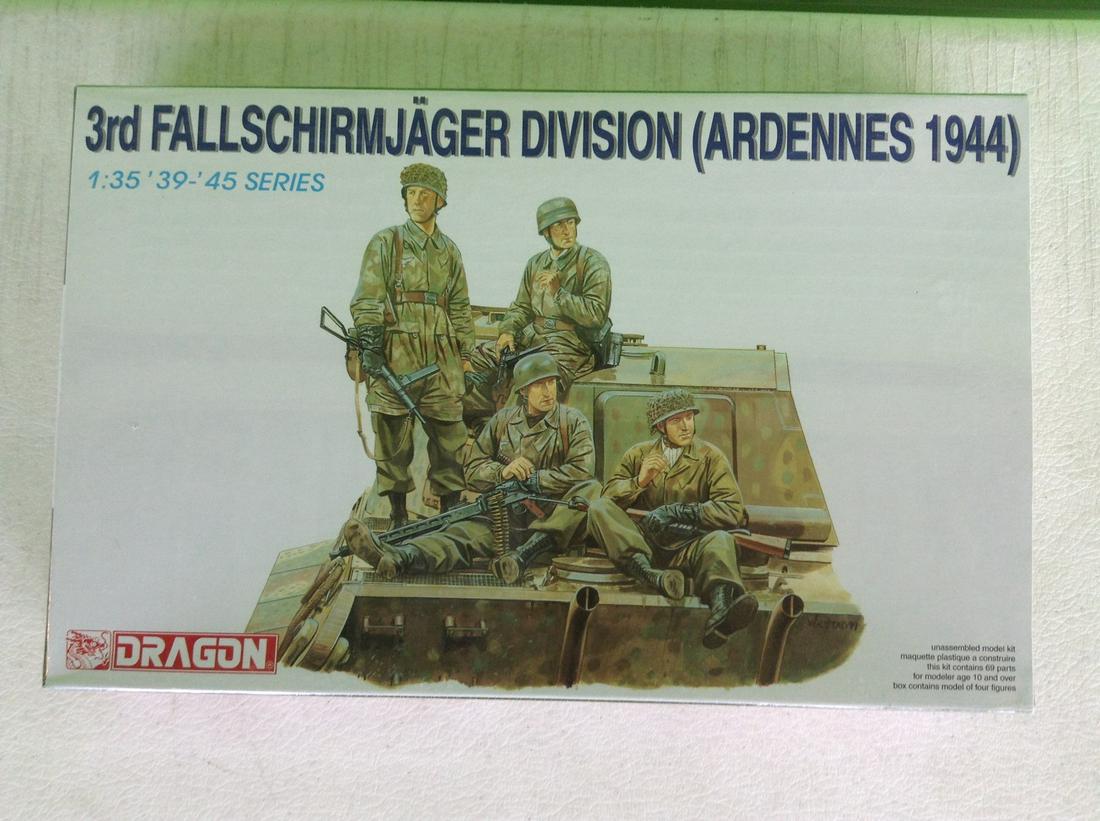 3rd FALLSCHIRMJÄGER DIVISION (ARDENNES 1944)
1:35 '39-'45 SERIES
DRAGON
unassembled model kit
maquette plastique a construire
this kit contains 69 parts
for modeler age 10 and over
box contains model of four figures